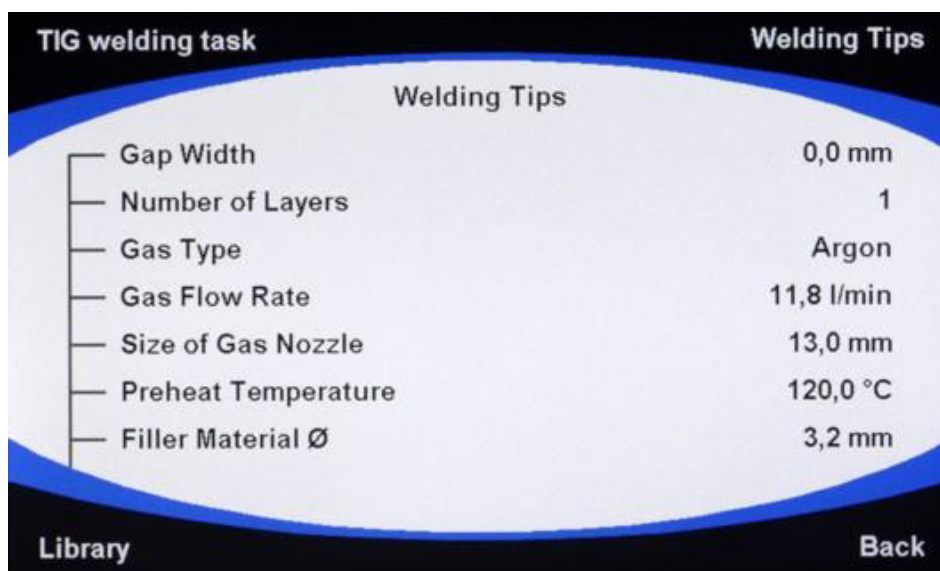 TIG welding task Welding Tips
Welding Tips
Gap Width 0,0 mm
Number of Layers 1
Gas Type Argon
Gas Flow Rate 11,8 l/min
Size of Gas Nozzle 13,0 mm
Preheat Temperature 120,0 °C
Filler Material Ø 3,2 mm
Library Back